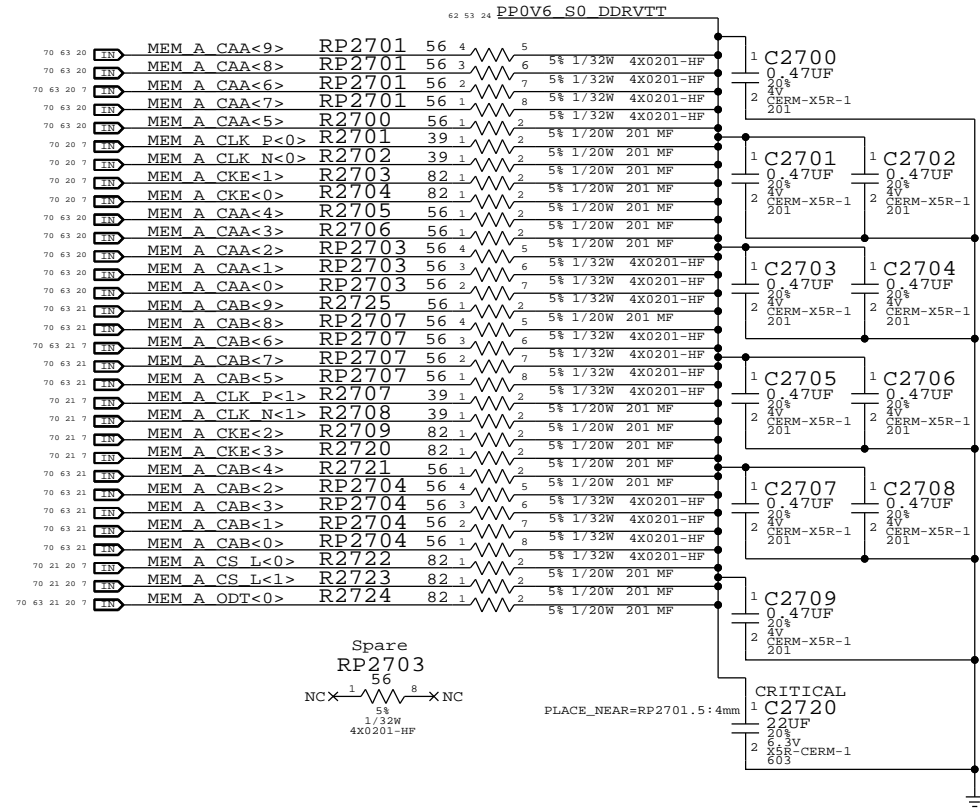 62 53 24 PP0V6_S0_DDRVTT
70 63 20 IN MEM_A_CAA<9> RP2701 56 4 5 5% 1/32W 4X0201-HF
70 63 20 IN MEM_A_CAA<8> RP2701 56 3 6 5% 1/32W 4X0201-HF
70 63 20 7 IN MEM_A_CAA<6> RP2701 56 2 7 5% 1/32W 4X0201-HF
70 63 20 IN MEM_A_CAA<7> RP2701 56 1 8 5% 1/32W 4X0201-HF
70 63 20 IN MEM_A_CAA<5> R2700 56 1 2 5% 1/20W 201 MF
70 20 7 IN MEM_A_CLK_P<0> R2701 39 1 2 5% 1/20W 201 MF
70 20 7 IN MEM_A_CLK_N<0> R2702 39 1 2 5% 1/20W 201 MF
70 20 7 IN MEM_A_CKE<1> R2703 82 1 2 5% 1/20W 201 MF
70 20 7 IN MEM_A_CKE<0> R2704 82 1 2 5% 1/20W 201 MF
70 63 20 IN MEM_A_CAA<4> R2705 56 1 2 5% 1/20W 201 MF
70 63 20 IN MEM_A_CAA<3> R2706 56 1 2 5% 1/20W 201 MF
70 63 20 IN MEM_A_CAA<2> RP2703 56 4 5 5% 1/32W 4X0201-HF
70 63 20 IN MEM_A_CAA<1> RP2703 56 3 6 5% 1/32W 4X0201-HF
70 63 20 IN MEM_A_CAA<0> RP2703 56 2 7 5% 1/32W 4X0201-HF
70 63 21 IN MEM_A_CAB<9> R2725 56 1 2 5% 1/20W 201 MF
70 63 21 IN MEM_A_CAB<8> RP2707 56 4 5 5% 1/32W 4X0201-HF
70 63 21 7 IN MEM_A_CAB<6> RP2707 56 3 6 5% 1/32W 4X0201-HF
70 63 21 IN MEM_A_CAB<7> RP2707 56 2 7 5% 1/32W 4X0201-HF
70 63 21 IN MEM_A_CAB<5> RP2707 56 1 8 5% 1/32W 4X0201-HF
70 21 7 IN MEM_A_CLK_P<1> R2707 39 1 2 5% 1/20W 201 MF
70 21 7 IN MEM_A_CLK_N<1> R2708 39 1 2 5% 1/20W 201 MF
70 21 7 IN MEM_A_CKE<2> R2709 82 1 2 5% 1/20W 201 MF
70 21 7 IN MEM_A_CKE<3> R2720 82 1 2 5% 1/20W 201 MF
70 63 21 IN MEM_A_CAB<4> R2721 56 1 2 5% 1/20W 201 MF
70 63 21 IN MEM_A_CAB<2> RP2704 56 4 5 5% 1/32W 4X0201-HF
70 63 21 IN MEM_A_CAB<3> RP2704 56 3 6 5% 1/32W 4X0201-HF
70 63 21 IN MEM_A_CAB<1> RP2704 56 2 7 5% 1/32W 4X0201-HF
70 63 21 IN MEM_A_CAB<0> RP2704 56 1 8 5% 1/32W 4X0201-HF
70 21 20 7 IN MEM_A_CS_L<0> R2722 82 1 2 5% 1/20W 201 MF
70 21 20 7 IN MEM_A_CS_L<1> R2723 82 1 2 5% 1/20W 201 MF
70 63 21 20 7 IN MEM_A_ODT<0> R2724 82 1 2 5% 1/20W 201 MF
1 C2700
0.47UF
20%
4V
2 CERM-X5R-1
201
1 C2701 1 C2702
0.47UF 0.47UF
20% 20%
4V 4V
2 CERM-X5R-1 2 CERM-X5R-1
201 201
1 C2703 1 C2704
0.47UF 0.47UF
20% 20%
4V 4V
2 CERM-X5R-1 2 CERM-X5R-1
201 201
1 C2705 1 C2706
0.47UF 0.47UF
20% 20%
4V 4V
2 CERM-X5R-1 2 CERM-X5R-1
201 201
1 C2707 1 C2708
0.47UF 0.47UF
20% 20%
4V 4V
2 CERM-X5R-1 2 CERM-X5R-1
201 201
1 C2709
0.47UF
20%
4V
2 CERM-X5R-1
201
Spare
RP2703
56
NC 1 8 NC
5%
1/32W
4X0201-HF
CRITICAL
PLACE_NEAR=RP2701.5:4mm 1 C2720
22UF
20%
6.3V
2 X5R-CERM-1
603